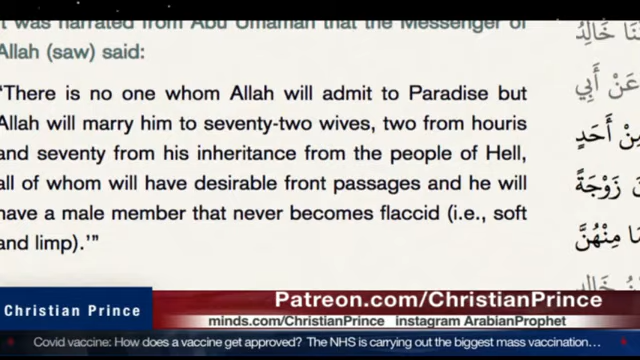 It was narrated from Abu Umamah that the Messenger of
Allah (saw) said:
“There is no one whom Allah will admit to Paradise but
Allah will marry him to seventy-two wives, two from houris
and seventy from his inheritance from the people of Hell,
all of whom will have desirable front passages and he will
have a male member that never becomes flaccid (i.e., soft
and limp).’”
خَالِدُ
عَنْ أَبِي
مِنْ أَحَدٍ
زَوْجَةً
مِنْهُنَّ
خالد
Christian Prince
Patreon.com/ChristianPrince
minds.com/ChristianPrince instagram ArabianProphet
Covid vaccine: How does a vaccine get approved? The NHS is carrying out the biggest mass vaccination…